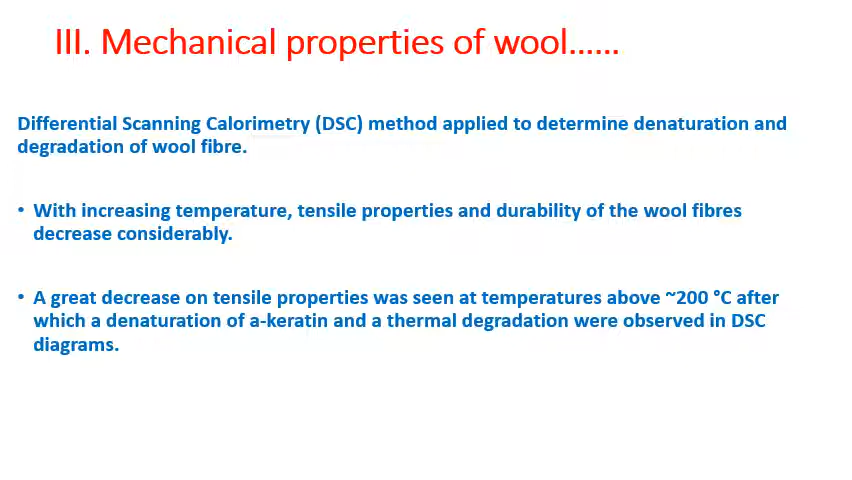 III. Mechanical properties of wool……
Differential Scanning Calorimetry (DSC) method applied to determine denaturation and
degradation of wool fibre.
• With increasing temperature, tensile properties and durability of the wool fibres
decrease considerably.
• A great decrease on tensile properties was seen at temperatures above ~200 °C after
which a denaturation of a-keratin and a thermal degradation were observed in DSC
diagrams.